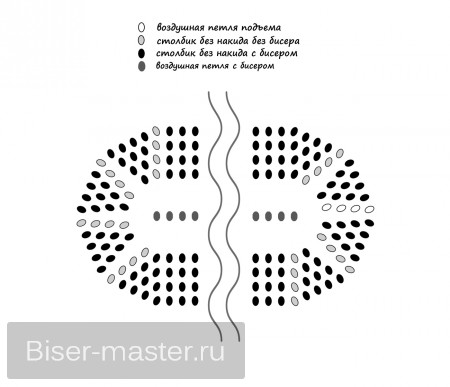 воздушная петля подъема
столбик без накида без бисера
столбик без накида с бисером
воздушная петля с бисером
Biser-master.ru